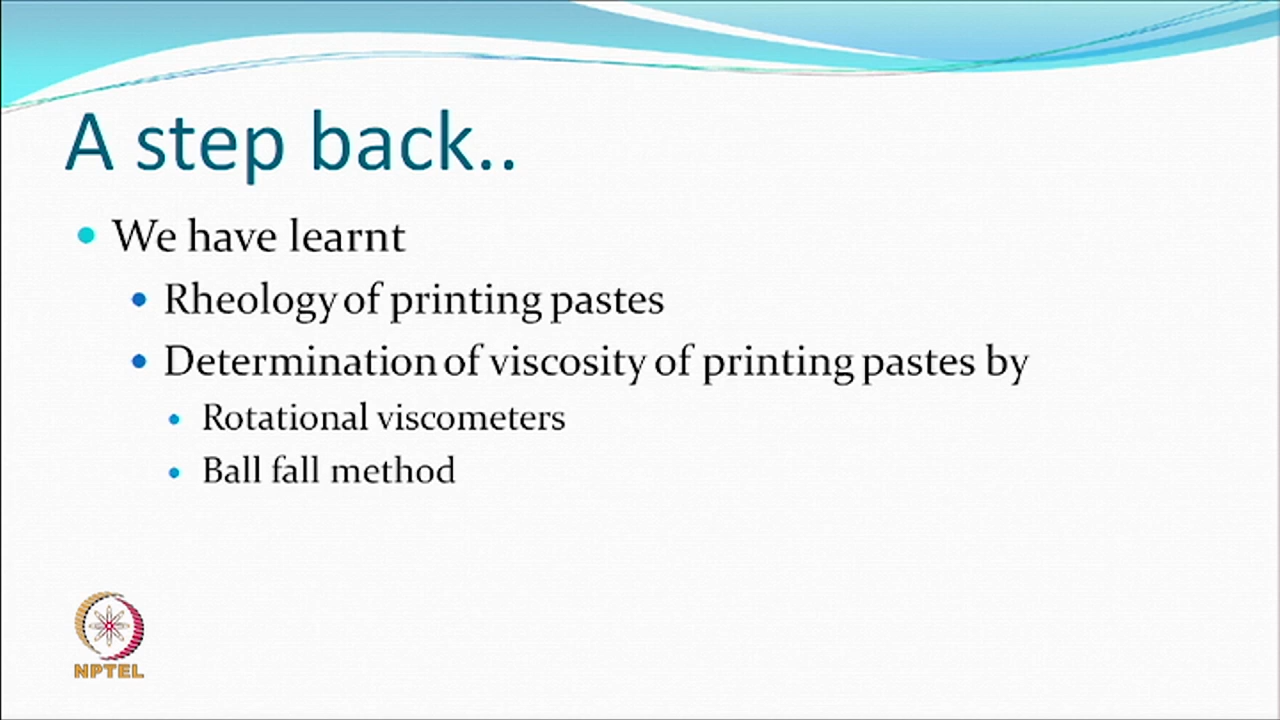 A step back..
We have learnt
Rheology of printing pastes
Determination of viscosity of printing pastes by
Rotational viscometers
Ball fall method
NPTEL